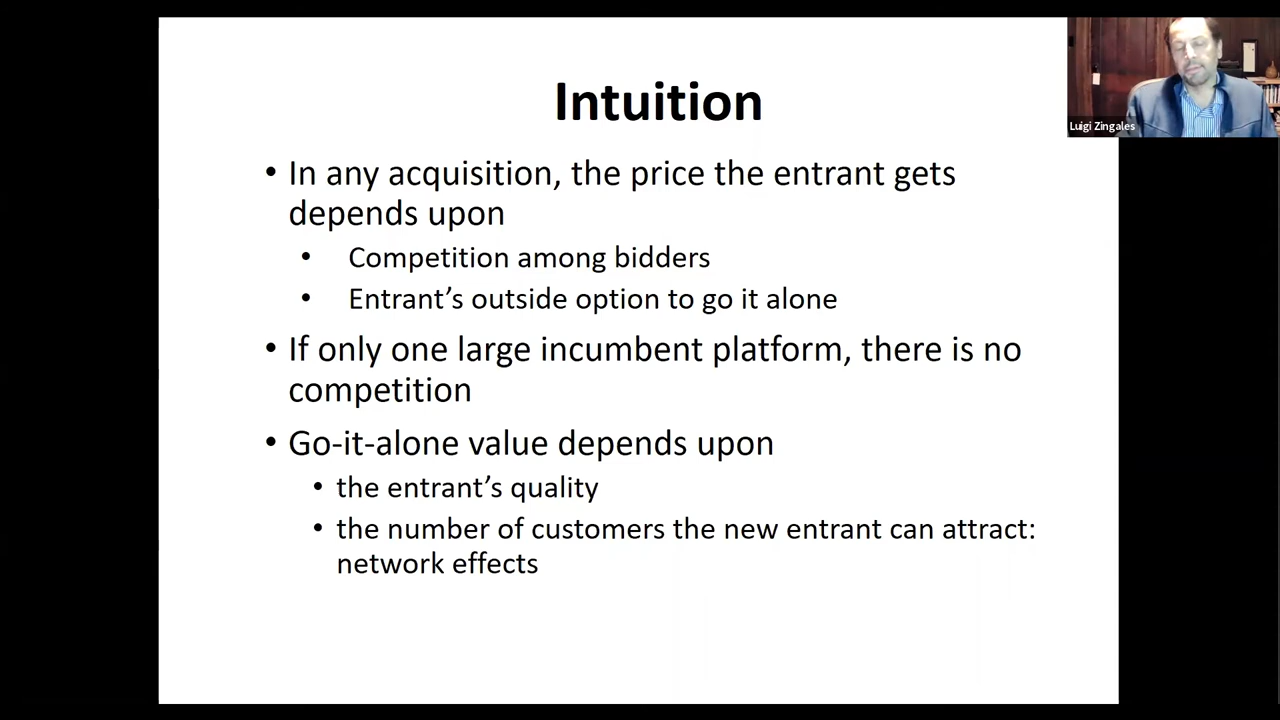 Intuition
• In any acquisition, the price the entrant gets
depends upon
• Competition among bidders
• Entrant's outside option to go it alone
• If only one large incumbent platform, there is no
competition
• Go-it-alone value depends upon
• the entrant's quality
• the number of customers the new entrant can attract:
network effects
Luigi Zingales